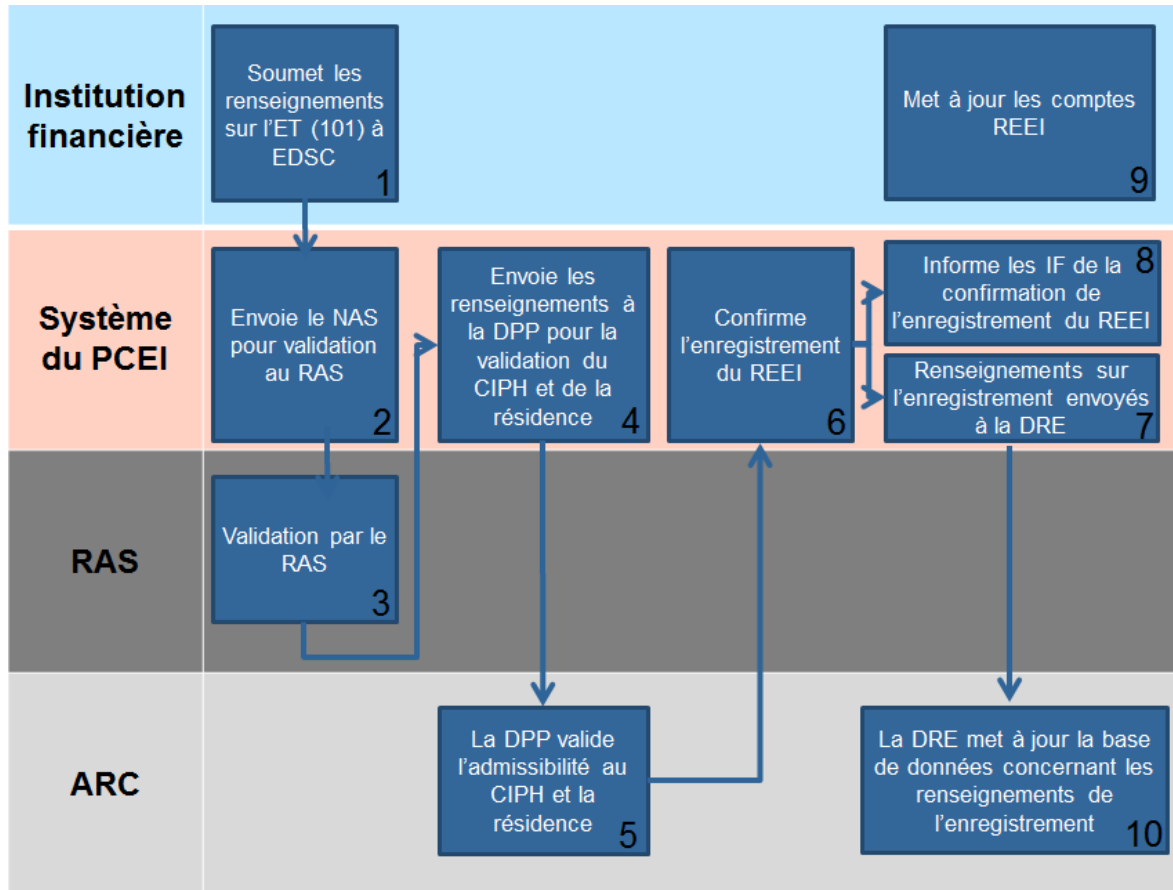 Institution
financière
Soumet les
renseignements
sur l'ET (101) à
EDSC
1
Met à jour les comptes
REEI
9
Système
du PCEI
Envoie le NAS
pour validation
au RAS
2
Envoie les
renseignements à
la DPP pour la
validation du
CIPH et de la
résidence
4
Confirme
l'enregistrement
du REEI
6
8
Informe les IF de la
confirmation de
l'enregistrement du REEI
Renseignements sur
l'enregistrement envoyés
à la DRE
7
RAS
Validation par le
RAS
3
ARC
La DPP valide
l'admissibilité au
CIPH et la
résidence
5
La DRE met à jour la base
de données concernant les
renseignements de
l'enregistrement
10